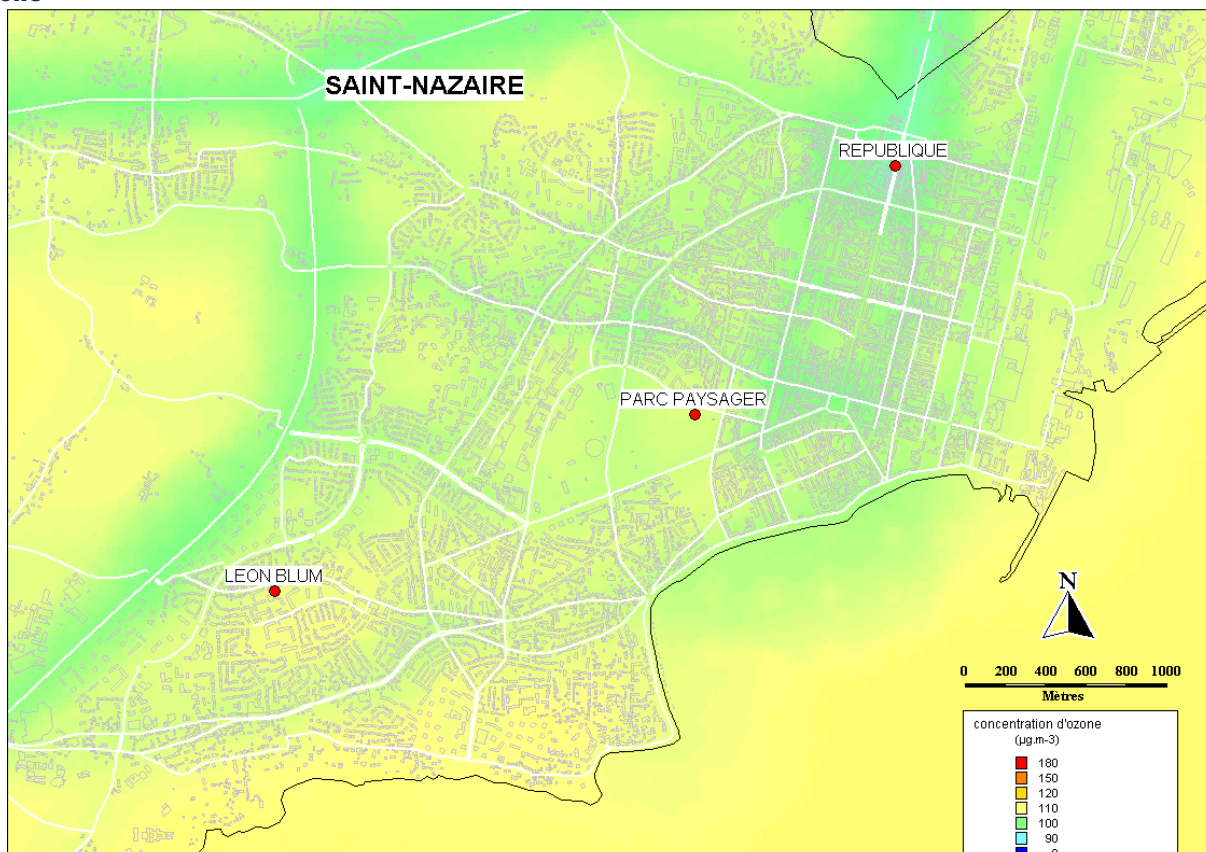 SAINT-NAZAIRE
REPUBLIQUE
PARC PAYSAGER
LEON BLUM
N
0 200 400 600 800 1000
Mètres
concentration d'ozone
(µg.m-3)
180
150
120
110
100
90